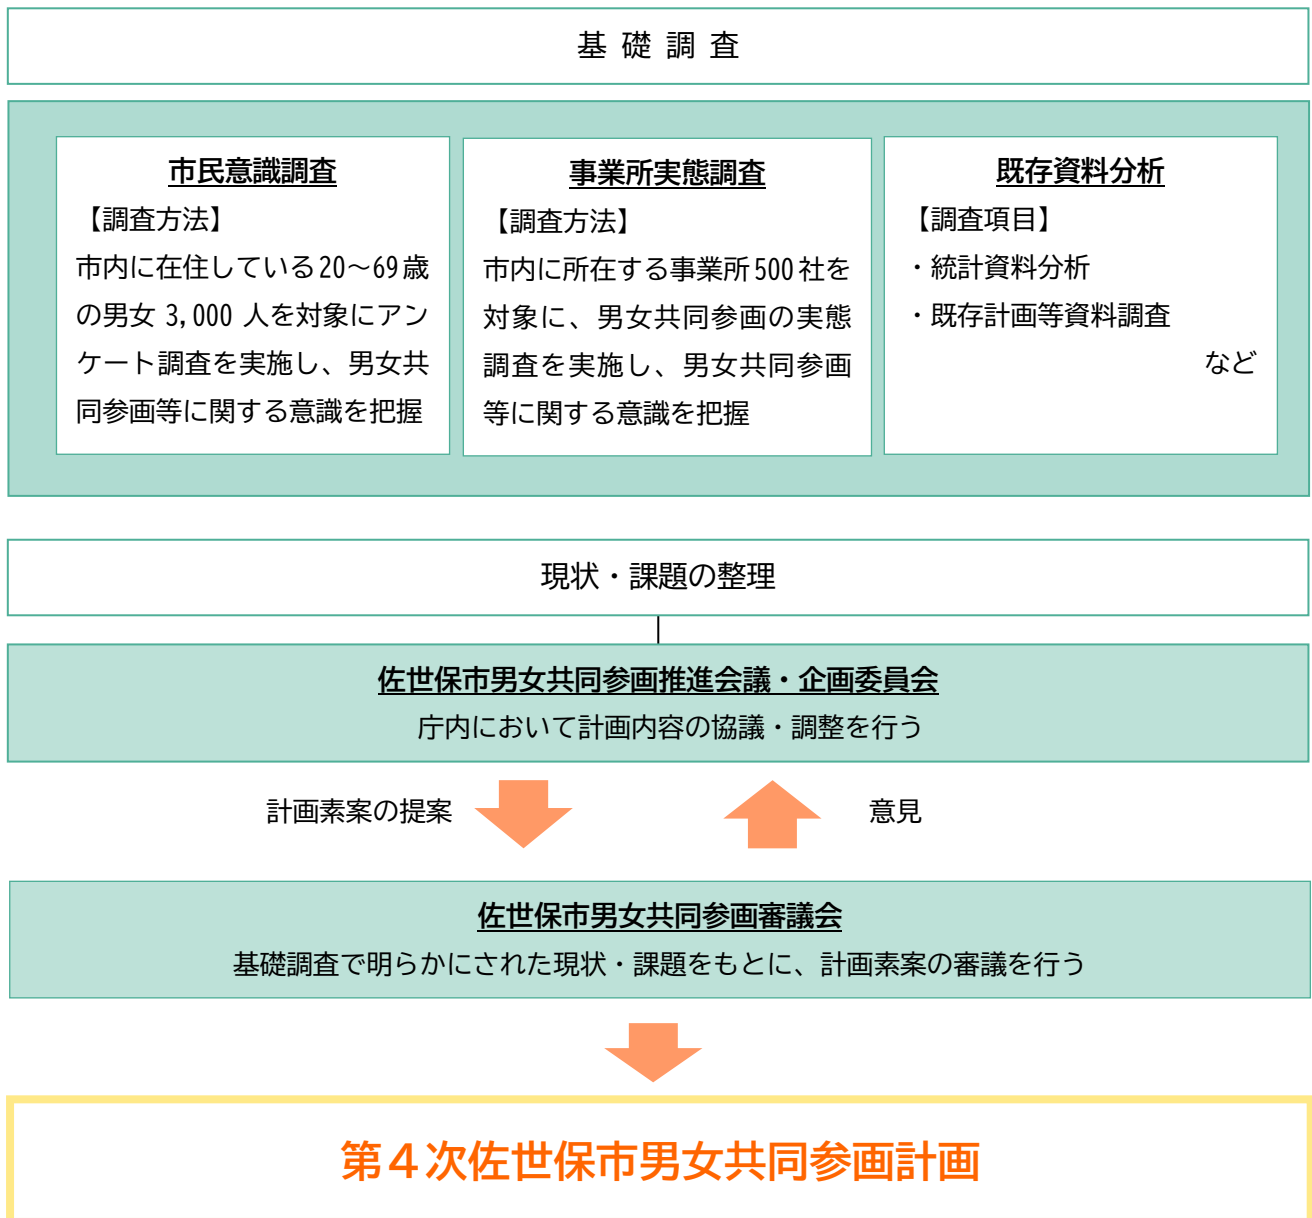 基礎調査
市民意識調査
【調査方法】
市内に在住している20～69歳
の男女 3,000 人を対象にアン
ケート調査を実施し、男女共
同参画等に関する意識を把握
事業所実態調査
【調査方法】
市内に所在する事業所500社を
対象に、男女共同参画の実態
調査を実施し、男女共同参画
等に関する意識を把握
既存資料分析
【調査項目】
・統計資料分析
・既存計画等資料調査
など
現状・課題の整理
佐世保市男女共同参画推進会議・企画委員会
庁内において計画内容の協議・調整を行う
計画素案の提案
意見
佐世保市男女共同参画審議会
基礎調査で明らかにされた現状・課題をもとに、計画素案の審議を行う
第４次佐世保市男女共同参画計画